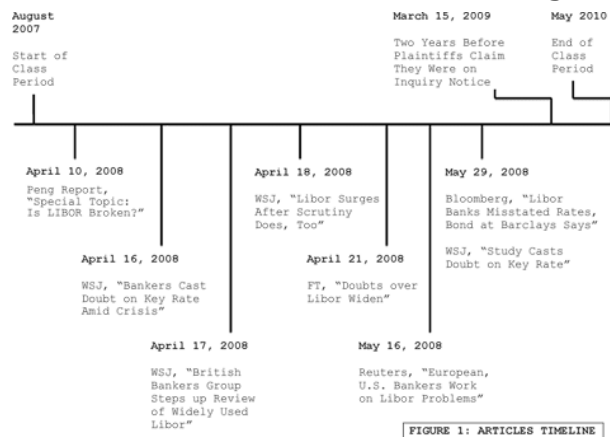 August
2007
Start of
Class
Period
March 15, 2009
Two Years Before
Plaintiffs Claim
They Were on
Inquiry Notice
May 2010
End of
Class
Period
April 10, 2008
Peng Report,
"Special Topic:
Is LIBOR Broken?"
April 16, 2008
WSJ, "Bankers Cast
Doubt on Key Rate
Amid Crisis"
April 17, 2008
WSJ, "British
Bankers Group
Steps up Review
of Widely Used
Libor"
April 18, 2008
WSJ, "Libor Surges
After Scrutiny
Does, Too"
April 21, 2008
FT, "Doubts over
Libor Widen"
May 16, 2008
Reuters, "European,
U.S. Bankers Work
on Libor Problems"
May 29, 2008
Bloomberg, "Libor
Banks Misstated Rates,
Bond at Barclays Says"
WSJ, "Study Casts
Doubt on Key Rate"
FIGURE 1: ARTICLES TIMELINE